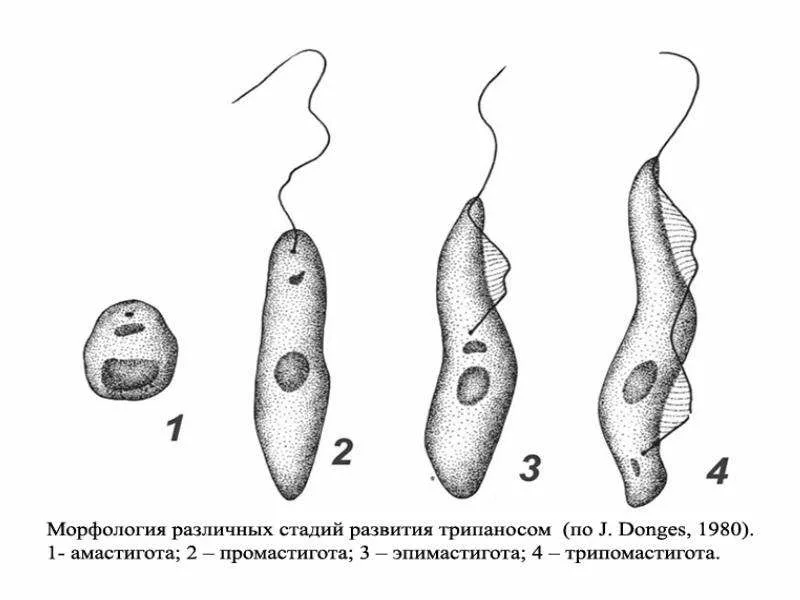 1
2
3
4
Морфология различных стадий развития трипаносом (по J. Donges, 1980).
1- амастигота; 2 – промастигота; 3 – эпимастигота; 4 – трипомастигота.